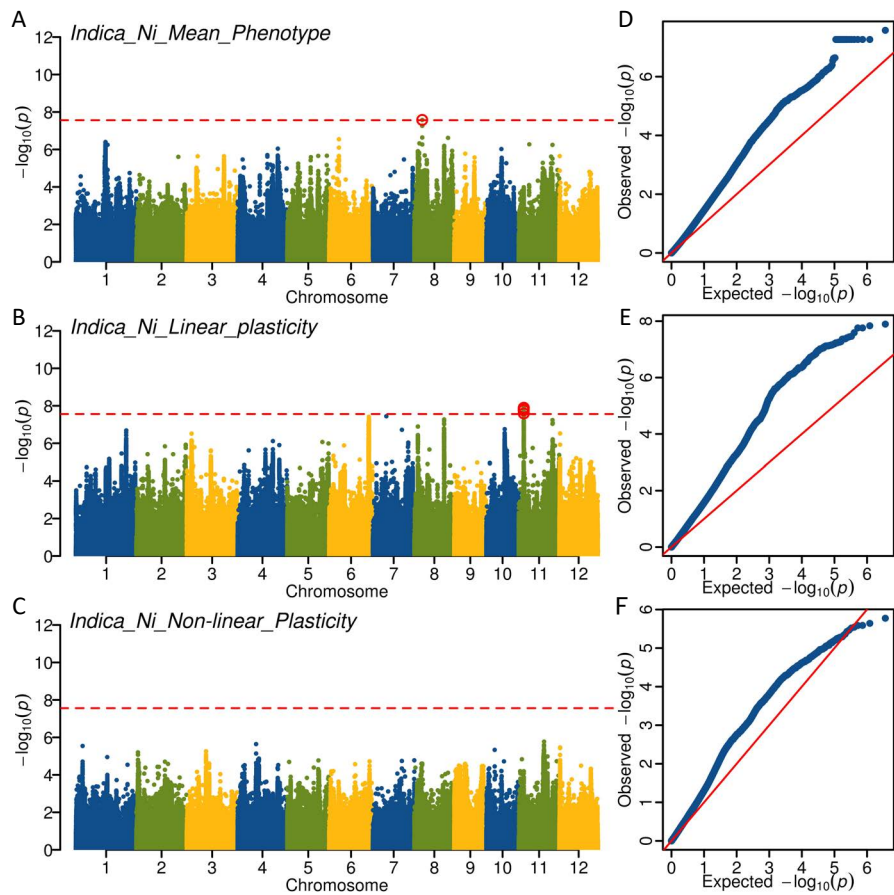 A
Indica_Ni_Mean_Phenotype
12
10
8
6
4
2
0
−log₁₀(p)
1 2 3 4 5 6 7 8 9 10 11 12
Chromosome
D
6
4
2
0
Observed −log₁₀(p)
0 1 2 3 4 5 6
Expected −log₁₀(p)
B
Indica_Ni_Linear_plasticity
12
10
8
6
4
2
0
−log₁₀(p)
1 2 3 4 5 6 7 8 9 10 11 12
Chromosome
E
8
6
4
2
0
Observed −log₁₀(p)
0 1 2 3 4 5 6
Expected −log₁₀(p)
C
Indica_Ni_Non-linear_Plasticity
12
10
8
6
4
2
0
−log₁₀(p)
1 2 3 4 5 6 7 8 9 10 11 12
Chromosome
F
6
5
4
3
2
1
0
Observed −log₁₀(p)
0 1 2 3 4 5 6
Expected −log₁₀(p)